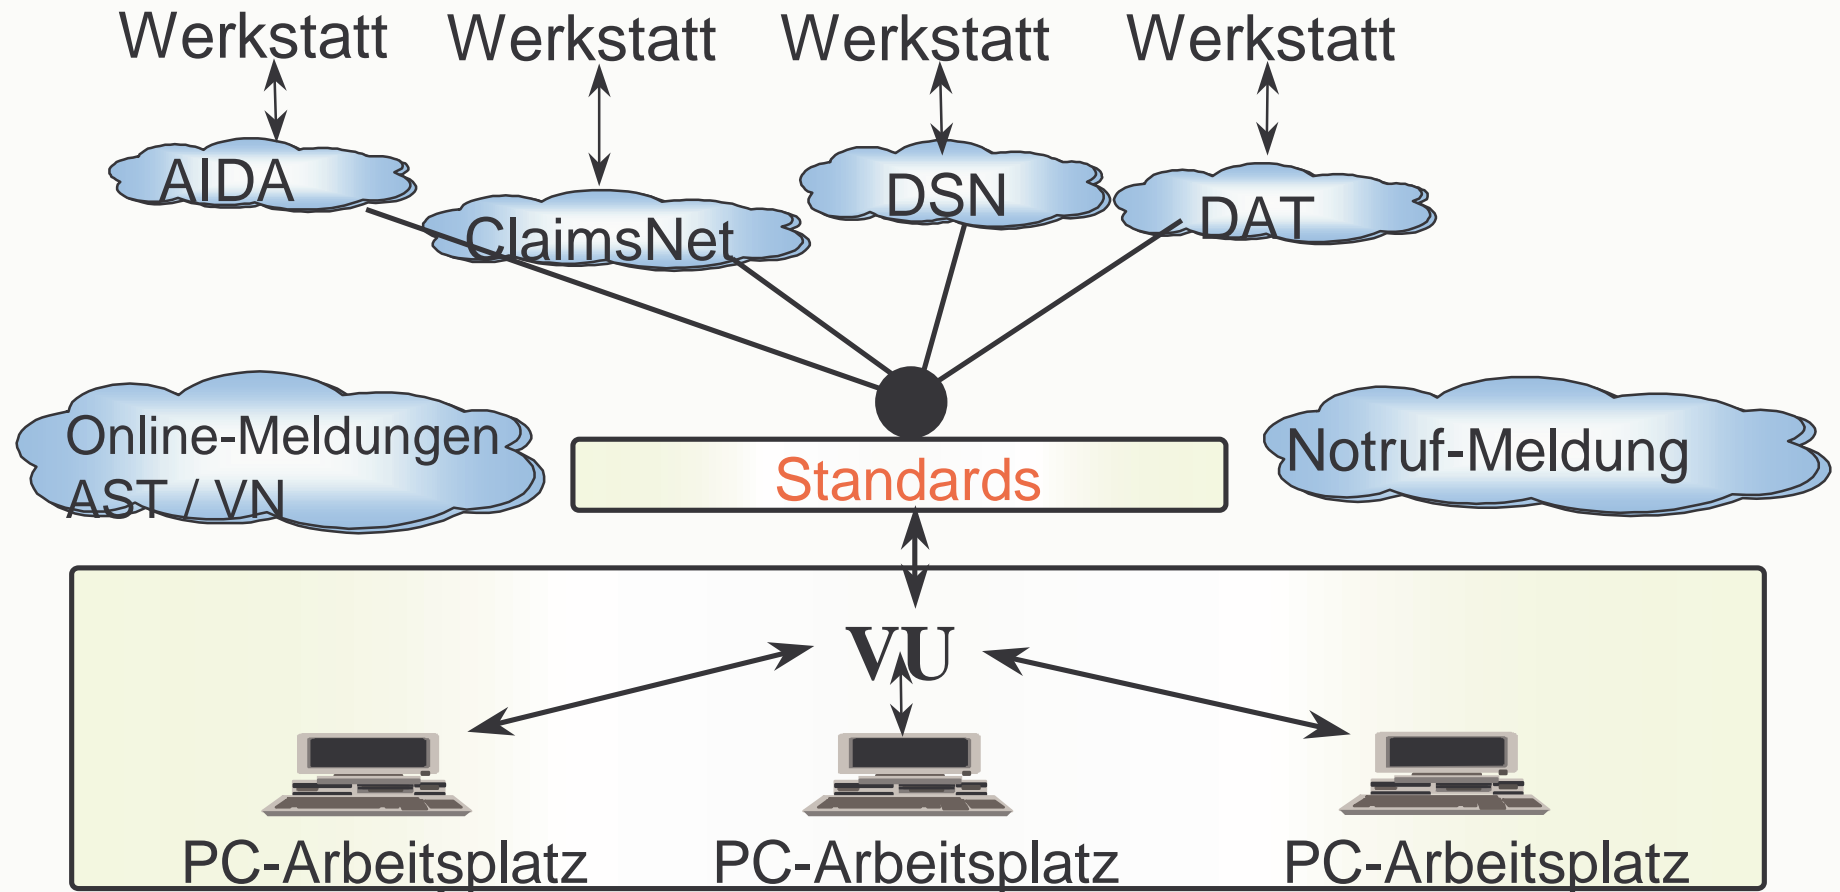 Werkstatt Werkstatt Werkstatt Werkstatt
AIDA
ClaimsNet
DSN
DAT
Online-Meldungen
AST / VN
Standards
Notruf-Meldung
VU
PC-Arbeitsplatz PC-Arbeitsplatz PC-Arbeitsplatz